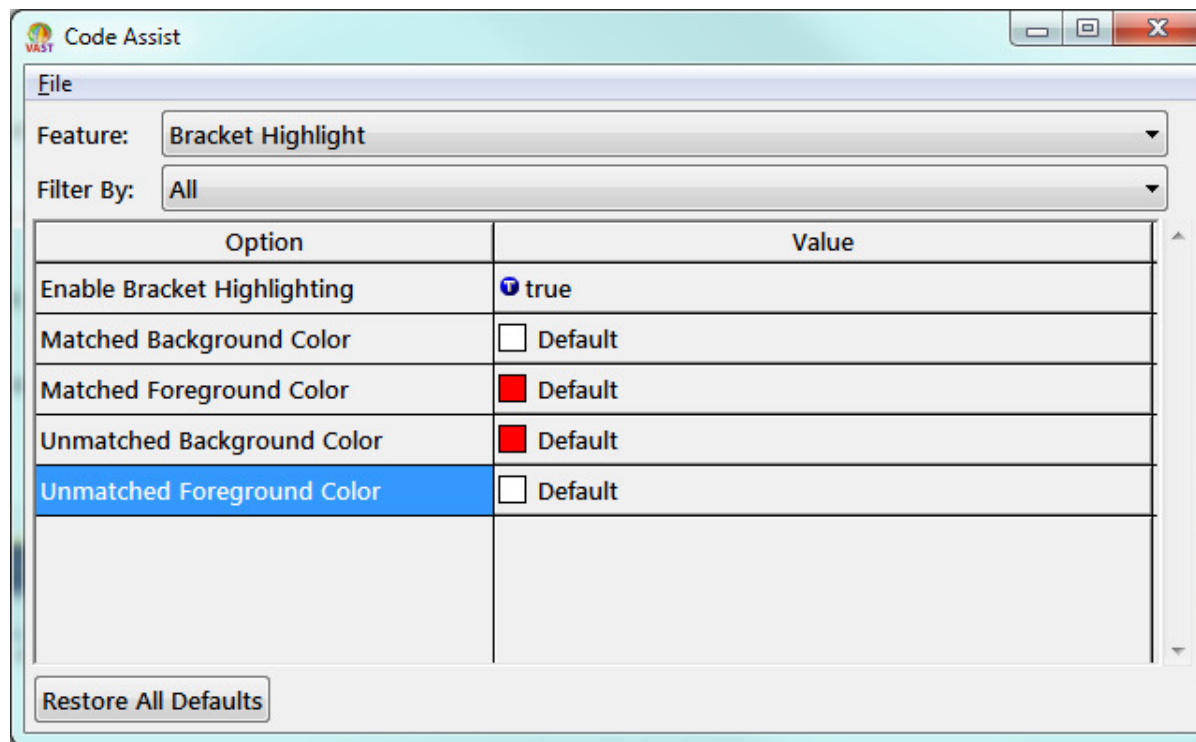 VAST Code Assist
File
Feature: Bracket Highlight
Filter By: All
Option Value
Enable Bracket Highlighting T true
Matched Background Color Default
Matched Foreground Color Default
Unmatched Background Color Default
Unmatched Foreground Color Default
Restore All Defaults